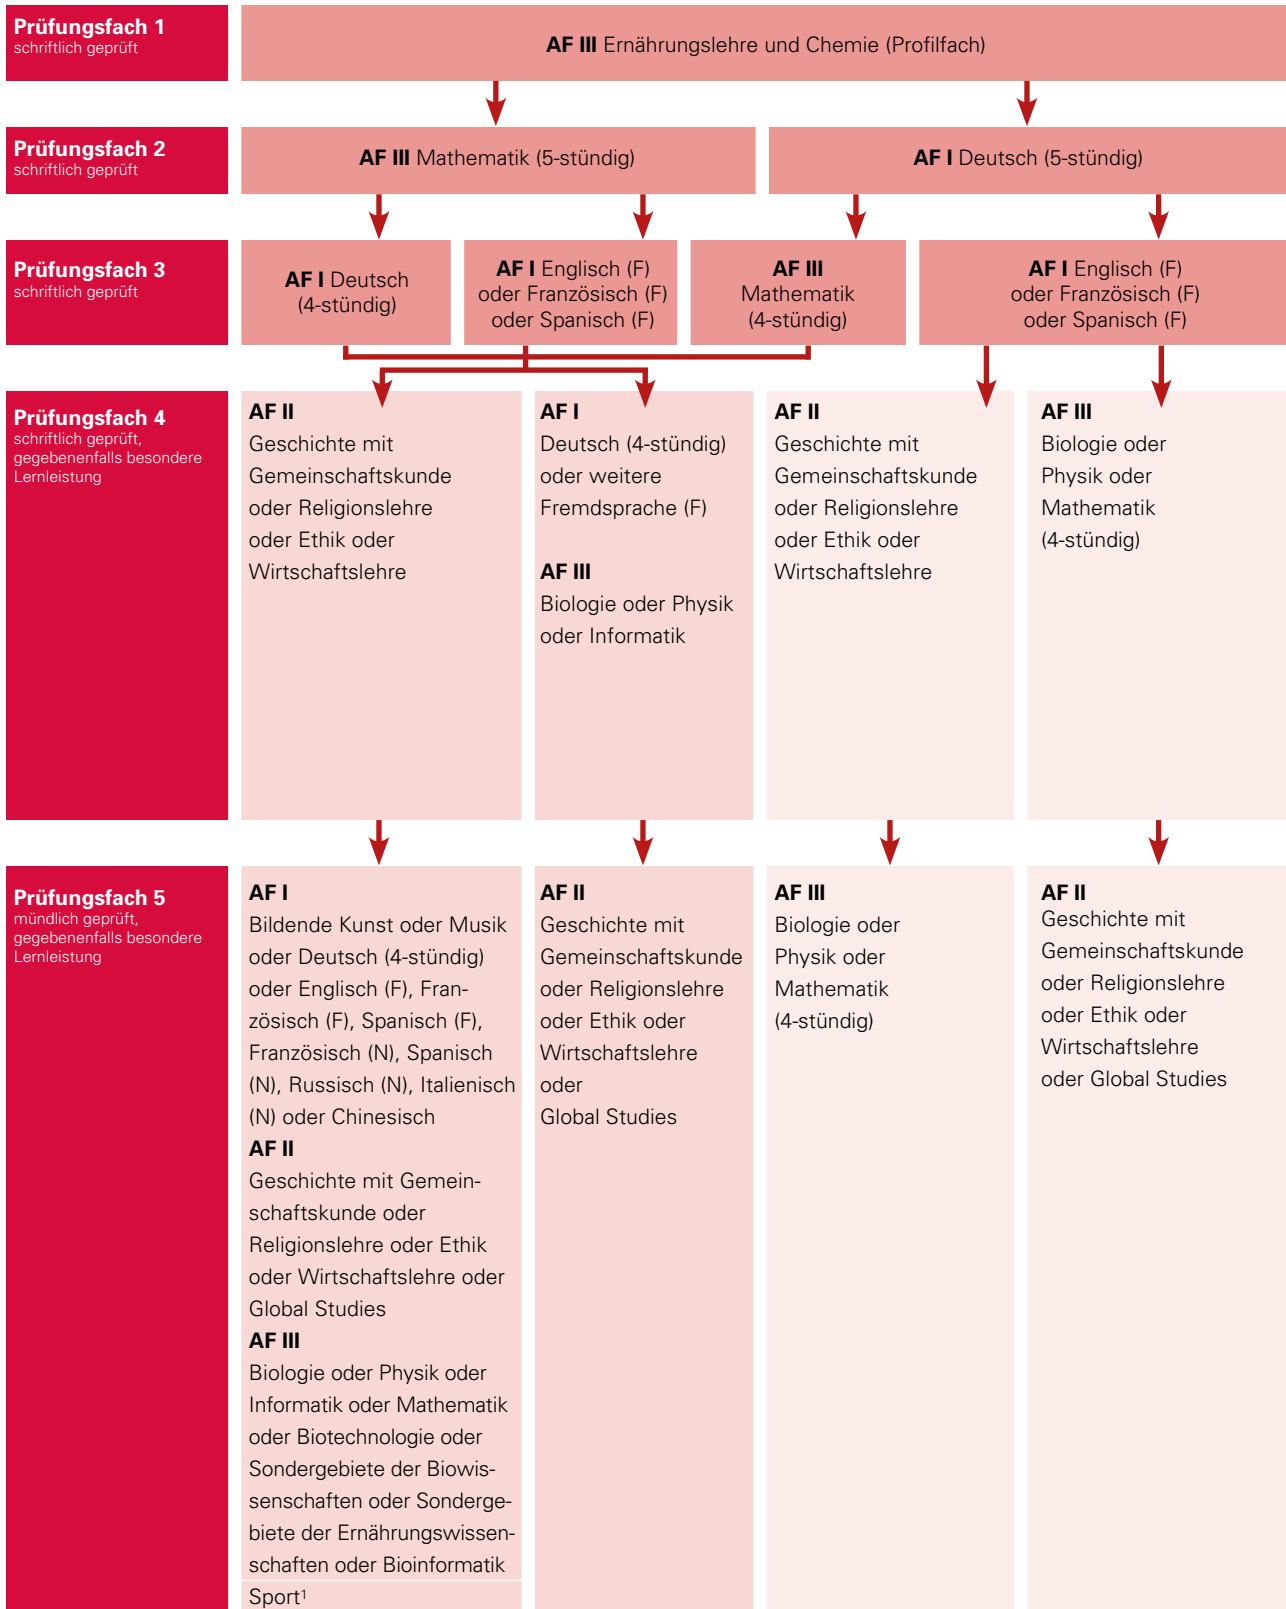 Prüfungsfach 1
schriftlich geprüft
AF III Ernährungslehre und Chemie (Profilfach)
Prüfungsfach 2
schriftlich geprüft
AF III Mathematik (5-stündig)
AF I Deutsch (5-stündig)
Prüfungsfach 3
schriftlich geprüft
AF I Deutsch
(4-stündig)
AF I Englisch (F)
oder Französisch (F)
oder Spanisch (F)
AF III
Mathematik
(4-stündig)
AF I Englisch (F)
oder Französisch (F)
oder Spanisch (F)
Prüfungsfach 4
schriftlich geprüft,
gegebenenfalls besondere
Lernleistung
AF II
Geschichte mit
Gemeinschaftskunde
oder Religionslehre
oder Ethik oder
Wirtschaftslehre
AF I
Deutsch (4-stündig)
oder weitere
Fremdsprache (F)
AF III
Biologie oder Physik
oder Informatik
AF II
Geschichte mit
Gemeinschaftskunde
oder Religionslehre
oder Ethik oder
Wirtschaftslehre
AF III
Biologie oder
Physik oder
Mathematik
(4-stündig)
Prüfungsfach 5
mündlich geprüft,
gegebenenfalls besondere
Lernleistung
AF I
Bildende Kunst oder Musik
oder Deutsch (4-stündig)
oder Englisch (F), Fran-
zösisch (F), Spanisch (F),
Französisch (N), Spanisch
(N), Russisch (N), Italienisch
(N) oder Chinesisch
AF II
Geschichte mit Gemein-
schaftskunde oder
Religionslehre oder Ethik
oder Wirtschaftslehre oder
Global Studies
AF III
Biologie oder Physik oder
Informatik oder Mathematik
oder Biotechnologie oder
Sondergebiete der Biowis-
senschaften oder Sonderge-
biete der Ernährungswissen-
schaften oder Bioinformatik
Sport¹
AF II
Geschichte mit
Gemeinschaftskunde
oder Religionslehre
oder Ethik oder
Wirtschaftslehre
oder
Global Studies
AF III
Biologie oder
Physik oder
Mathematik
(4-stündig)
AF II
Geschichte mit
Gemeinschaftskunde
oder Religionslehre
oder Ethik oder
Wirtschaftslehre
oder Global Studies